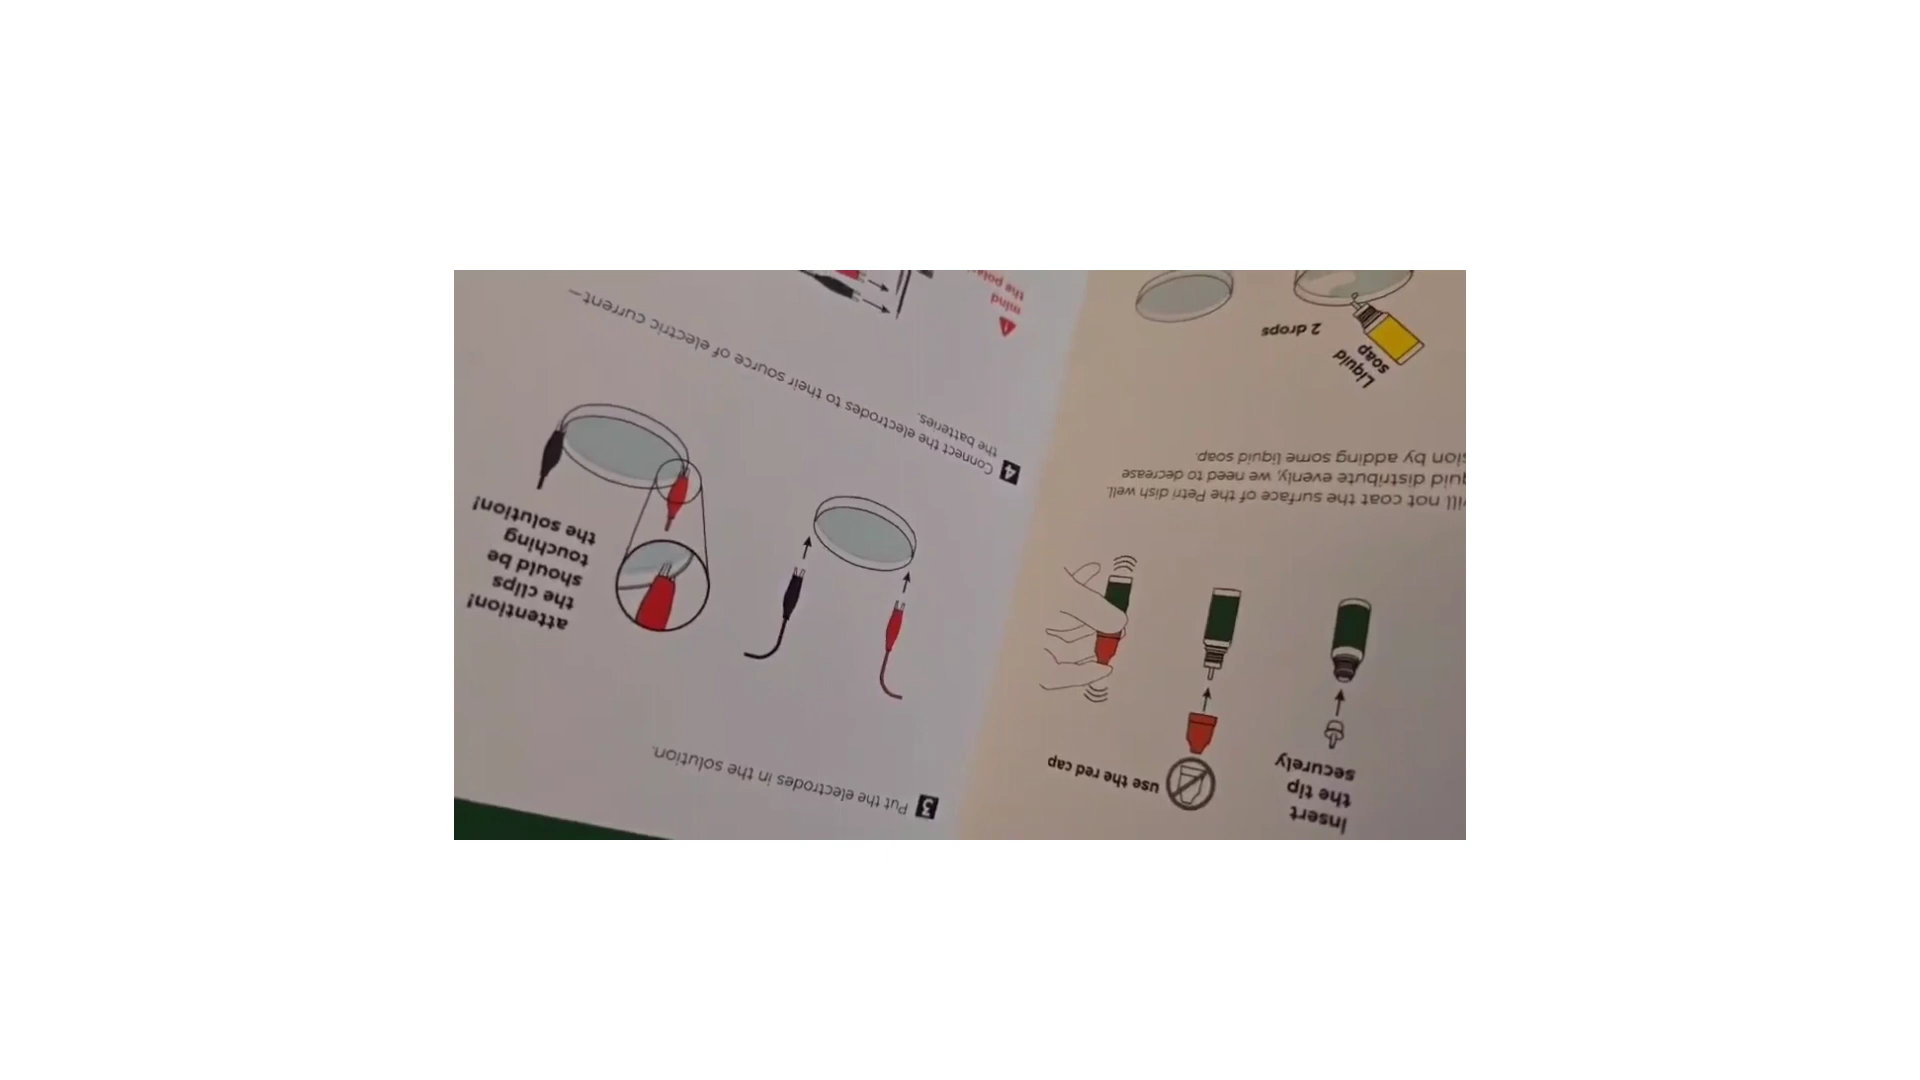 Insert
the tip
securely
use the red cap
not coat the surface of the Petri dish well.
distribute evenly, we need to decrease
by adding some liquid soap.
Liquid
soap
2 drops
3 Put the electrodes in the solution.
attention!
the clips
should be
touching
the solution!
4 Connect the electrodes to their source of electric current—
the batteries.
mind
the